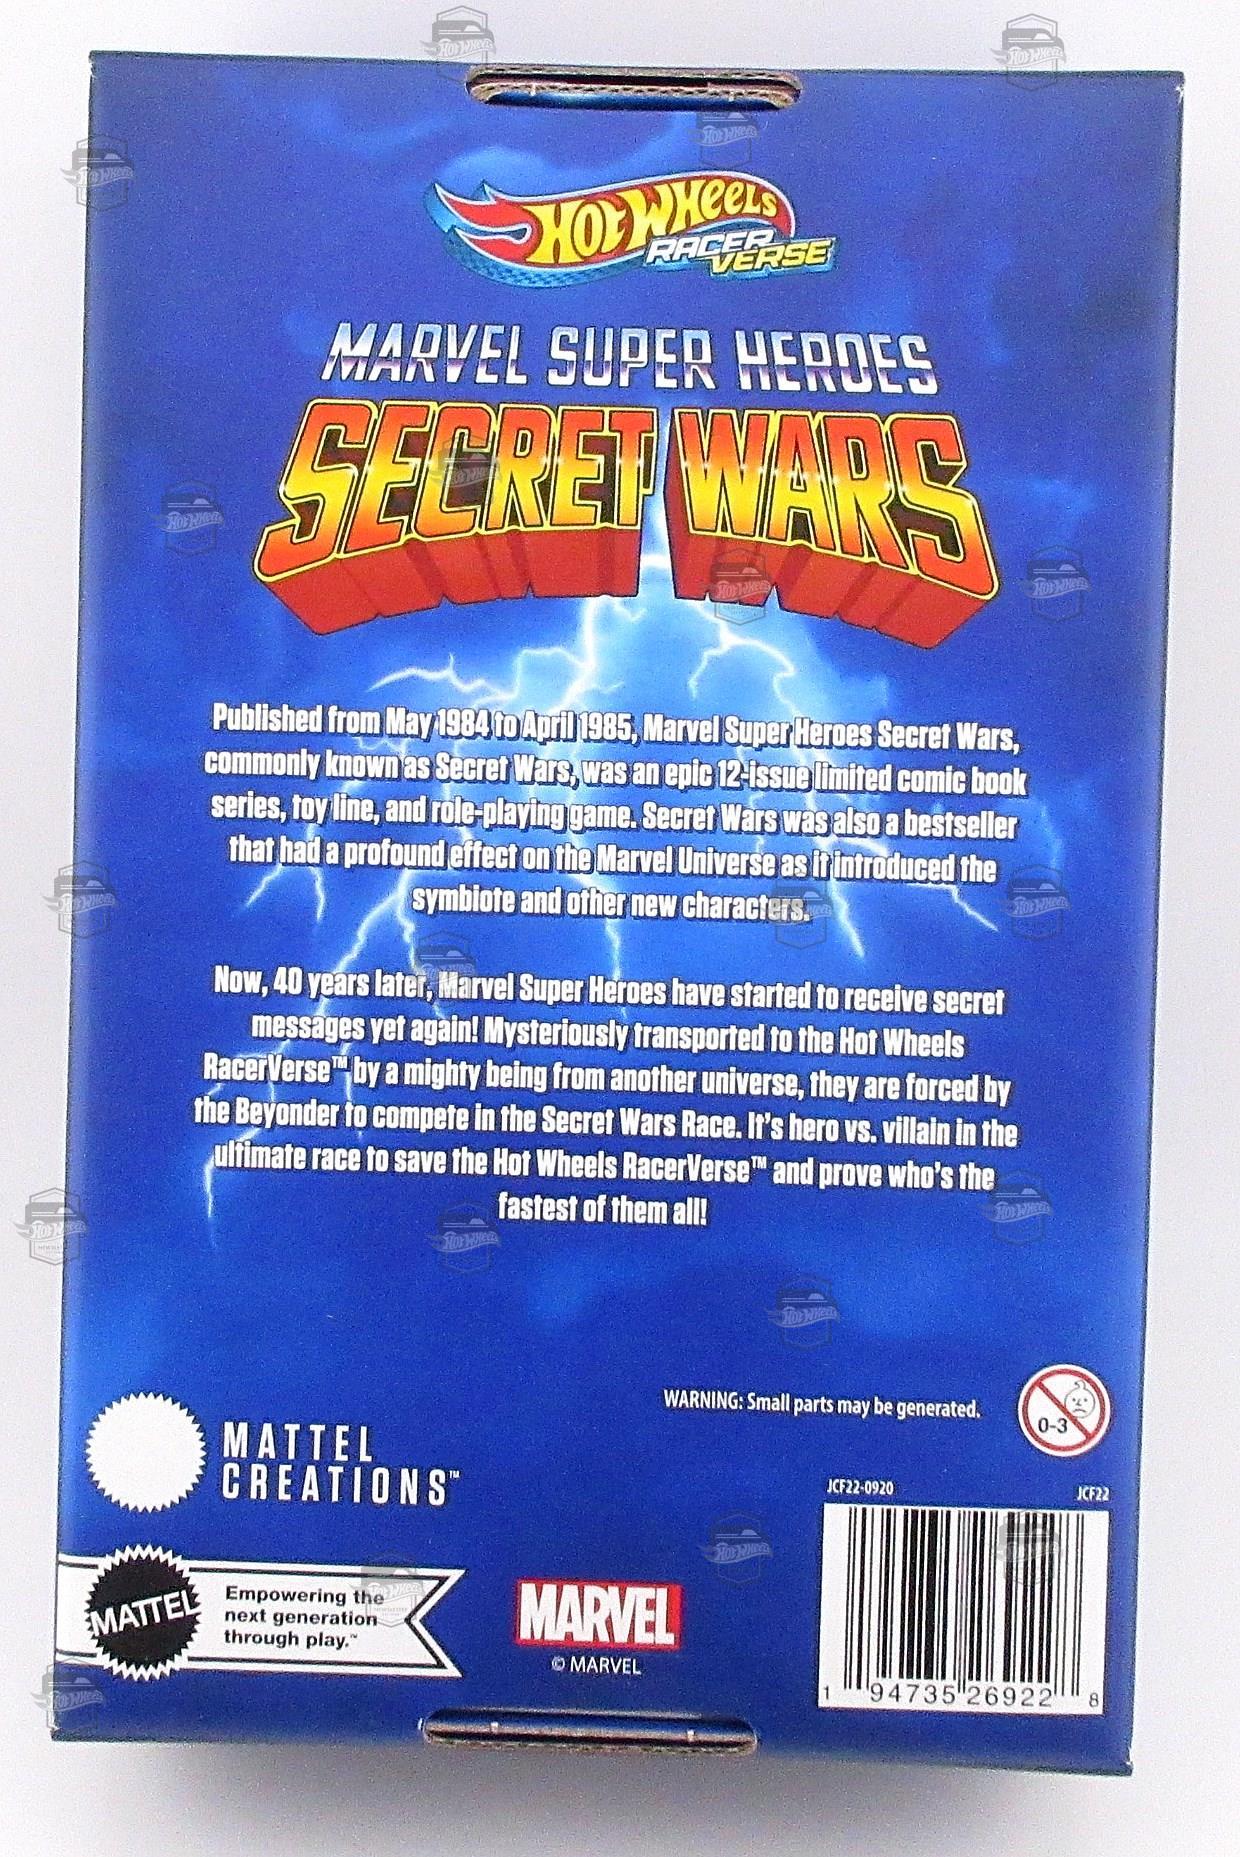 Hot Wheels
RACER
VERSE
MARVEL SUPER HEROES
SECRET WARS
Published from May 1984 to April 1985, Marvel Super Heroes Secret Wars,
commonly known as Secret Wars, was an epic 12-issue limited comic book
series, toy line, and role-playing game. Secret Wars was also a bestseller
that had a profound effect on the Marvel Universe as it introduced the
symbiote and other new characters.
Now, 40 years later, Marvel Super Heroes have started to receive secret
messages yet again! Mysteriously transported to the Hot Wheels
RacerVerse™ by a mighty being from another universe, they are forced by
the Beyonder to compete in the Secret Wars Race. It's hero vs. villain in the
ultimate race to save the Hot Wheels RacerVerse™ and prove who's the
fastest of them all!
WARNING: Small parts may be generated.
0-3
MATTEL
CREATIONS™
JCF22-0920
JCF22
MATTEL
Empowering the
next generation
through play.™
MARVEL
© MARVEL
1 94735 26922 8